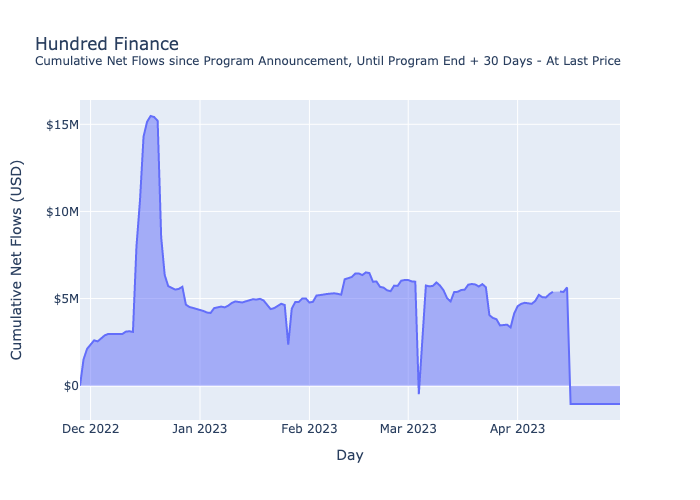 Hundred Finance
Cumulative Net Flows since Program Announcement, Until Program End + 30 Days - At Last Price
Cumulative Net Flows (USD)
$15M
$10M
$5M
$0
Dec 2022
Jan 2023
Feb 2023
Mar 2023
Apr 2023
Day